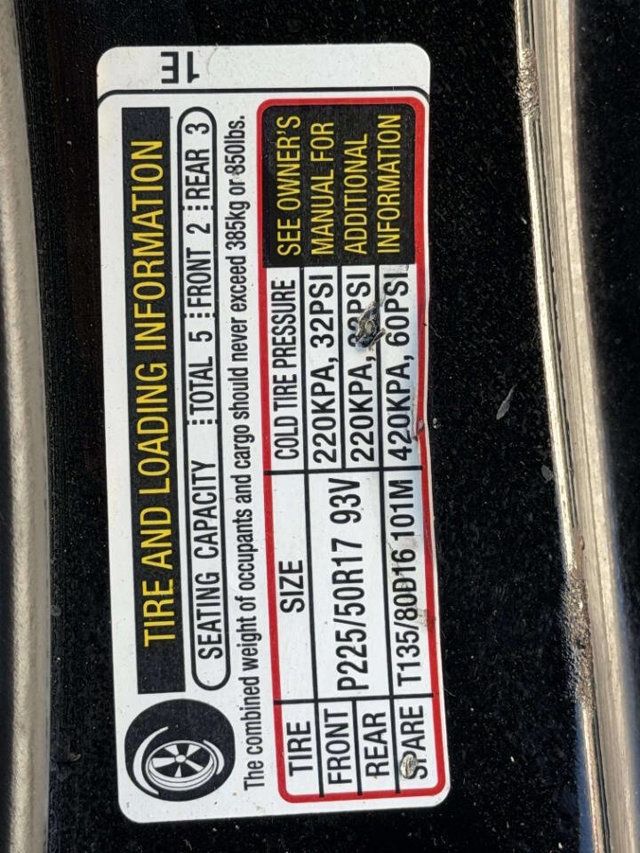 1E
TIRE AND LOADING INFORMATION
SEATING CAPACITY TOTAL 5 FRONT 2 REAR 3
The combined weight of occupants and cargo should never exceed 385kg or 850lbs.
TIRE SIZE COLD TIRE PRESSURE
FRONT P225/50R17 93V 220KPA, 32PSI
REAR 220KPA, 32PSI
SPARE T135/80D16 101M 420KPA, 60PSI
SEE OWNER'S
MANUAL FOR
ADDITIONAL
INFORMATION